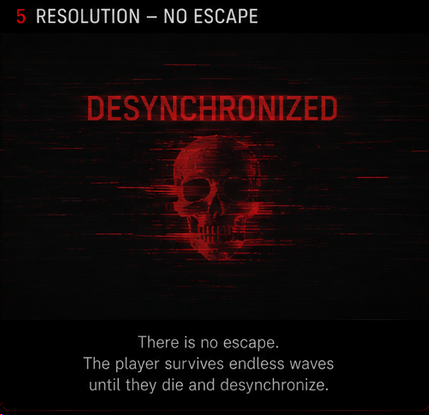 5 RESOLUTION – NO ESCAPE
DESYNCHRONIZED
There is no escape.
The player survives endless waves
until they die and desynchronize.